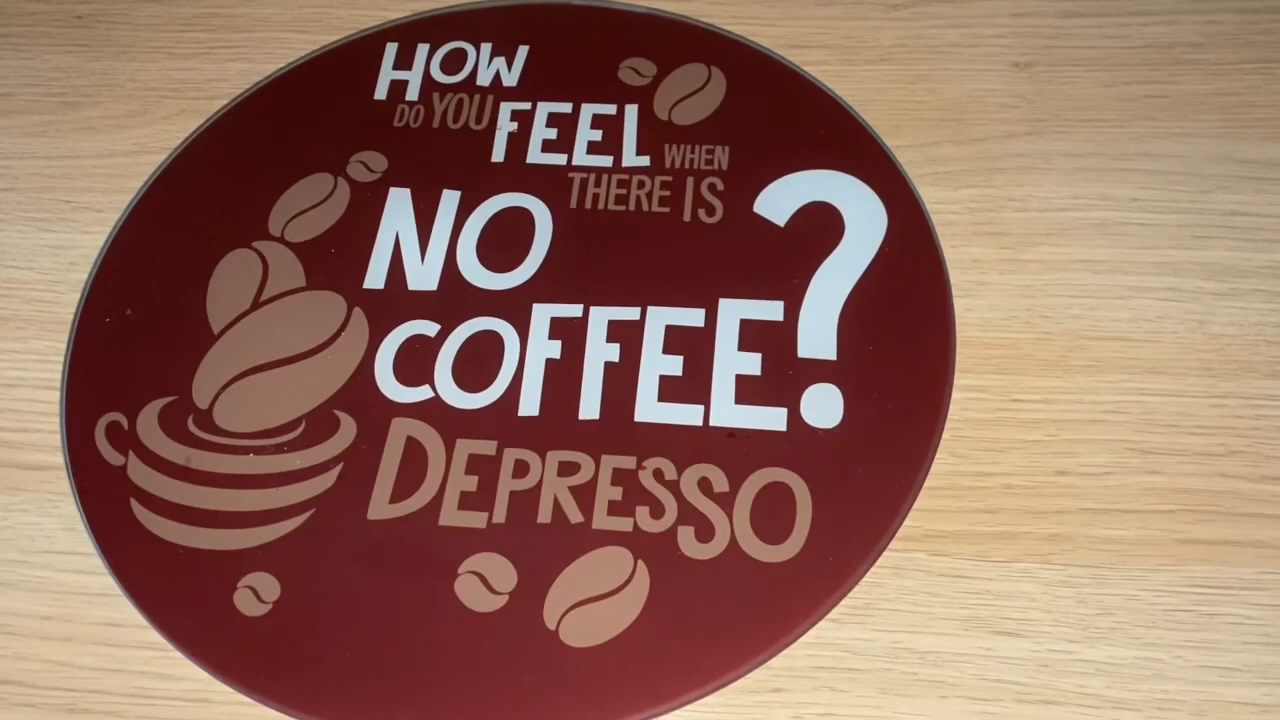 HOW
DO YOU FEEL WHEN
THERE IS
NO
COFFEE?
DEPRESSO